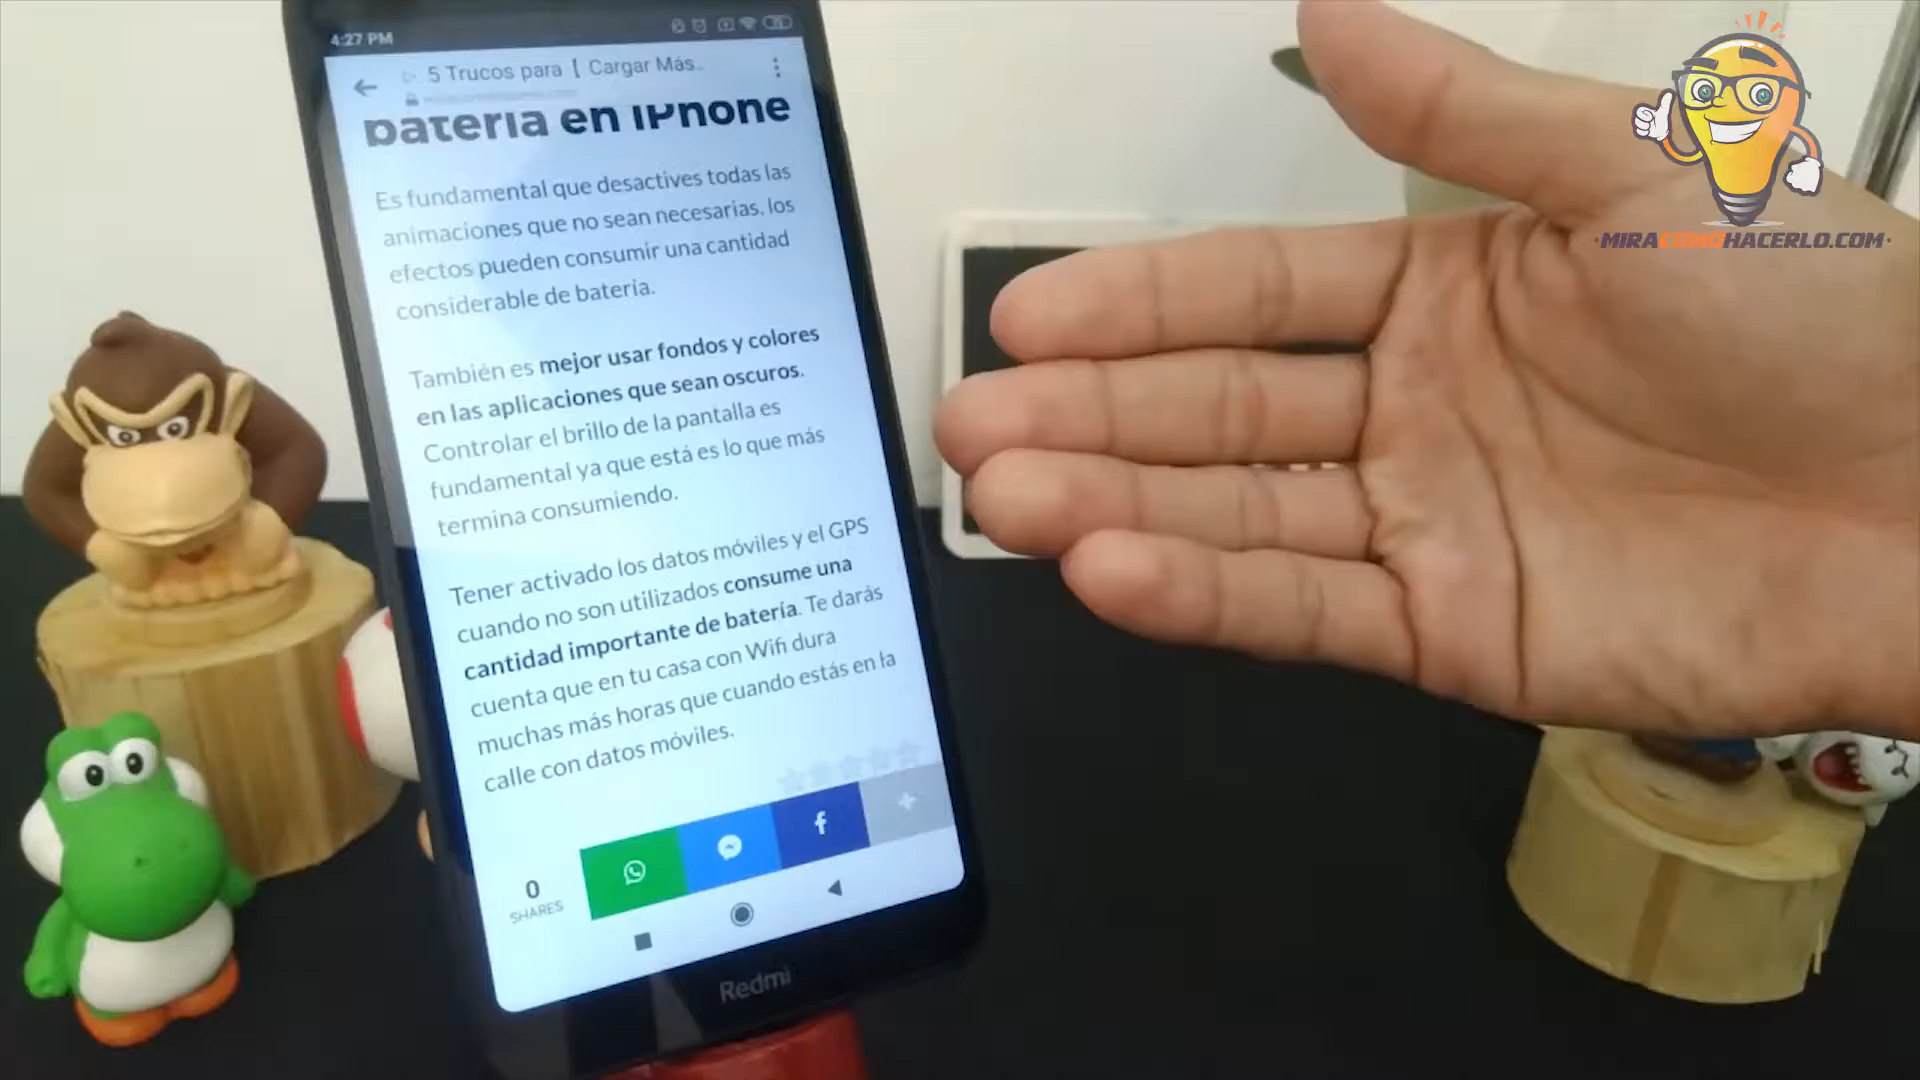 4:27 PM
5 Trucos para [ Cargar Más..
batería en iPhone
Es fundamental que desactives todas las
animaciones que no sean necesarias, los
efectos pueden consumir una cantidad
considerable de batería.
También es mejor usar fondos y colores
en las aplicaciones que sean oscuros.
Controlar el brillo de la pantalla es
fundamental ya que está es lo que más
termina consumiendo.
Tener activado los datos móviles y el GPS
cuando no son utilizados consume una
cantidad importante de batería. Te darás
cuenta que en tu casa con Wifi dura
muchas más horas que cuando estás en la
calle con datos móviles.
0
SHARES
Redmi
MIRACOMOHACERLO.COM